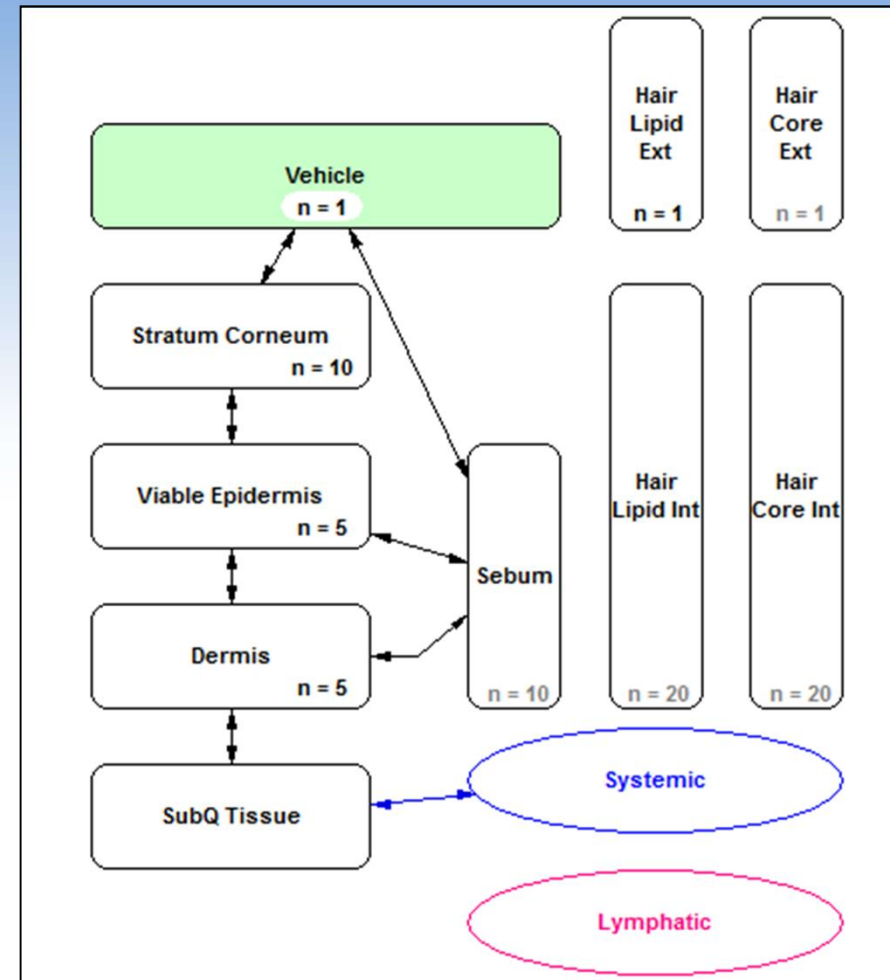 Hair
Lipid
Ext
n = 1
Hair
Core
Ext
n = 1
Vehicle
n = 1
Stratum Corneum
n = 10
Viable Epidermis
n = 5
Dermis
n = 5
SubQ Tissue
Sebum
n = 10
Hair
Lipid Int
n = 20
Hair
Core Int
n = 20
Systemic
Lymphatic